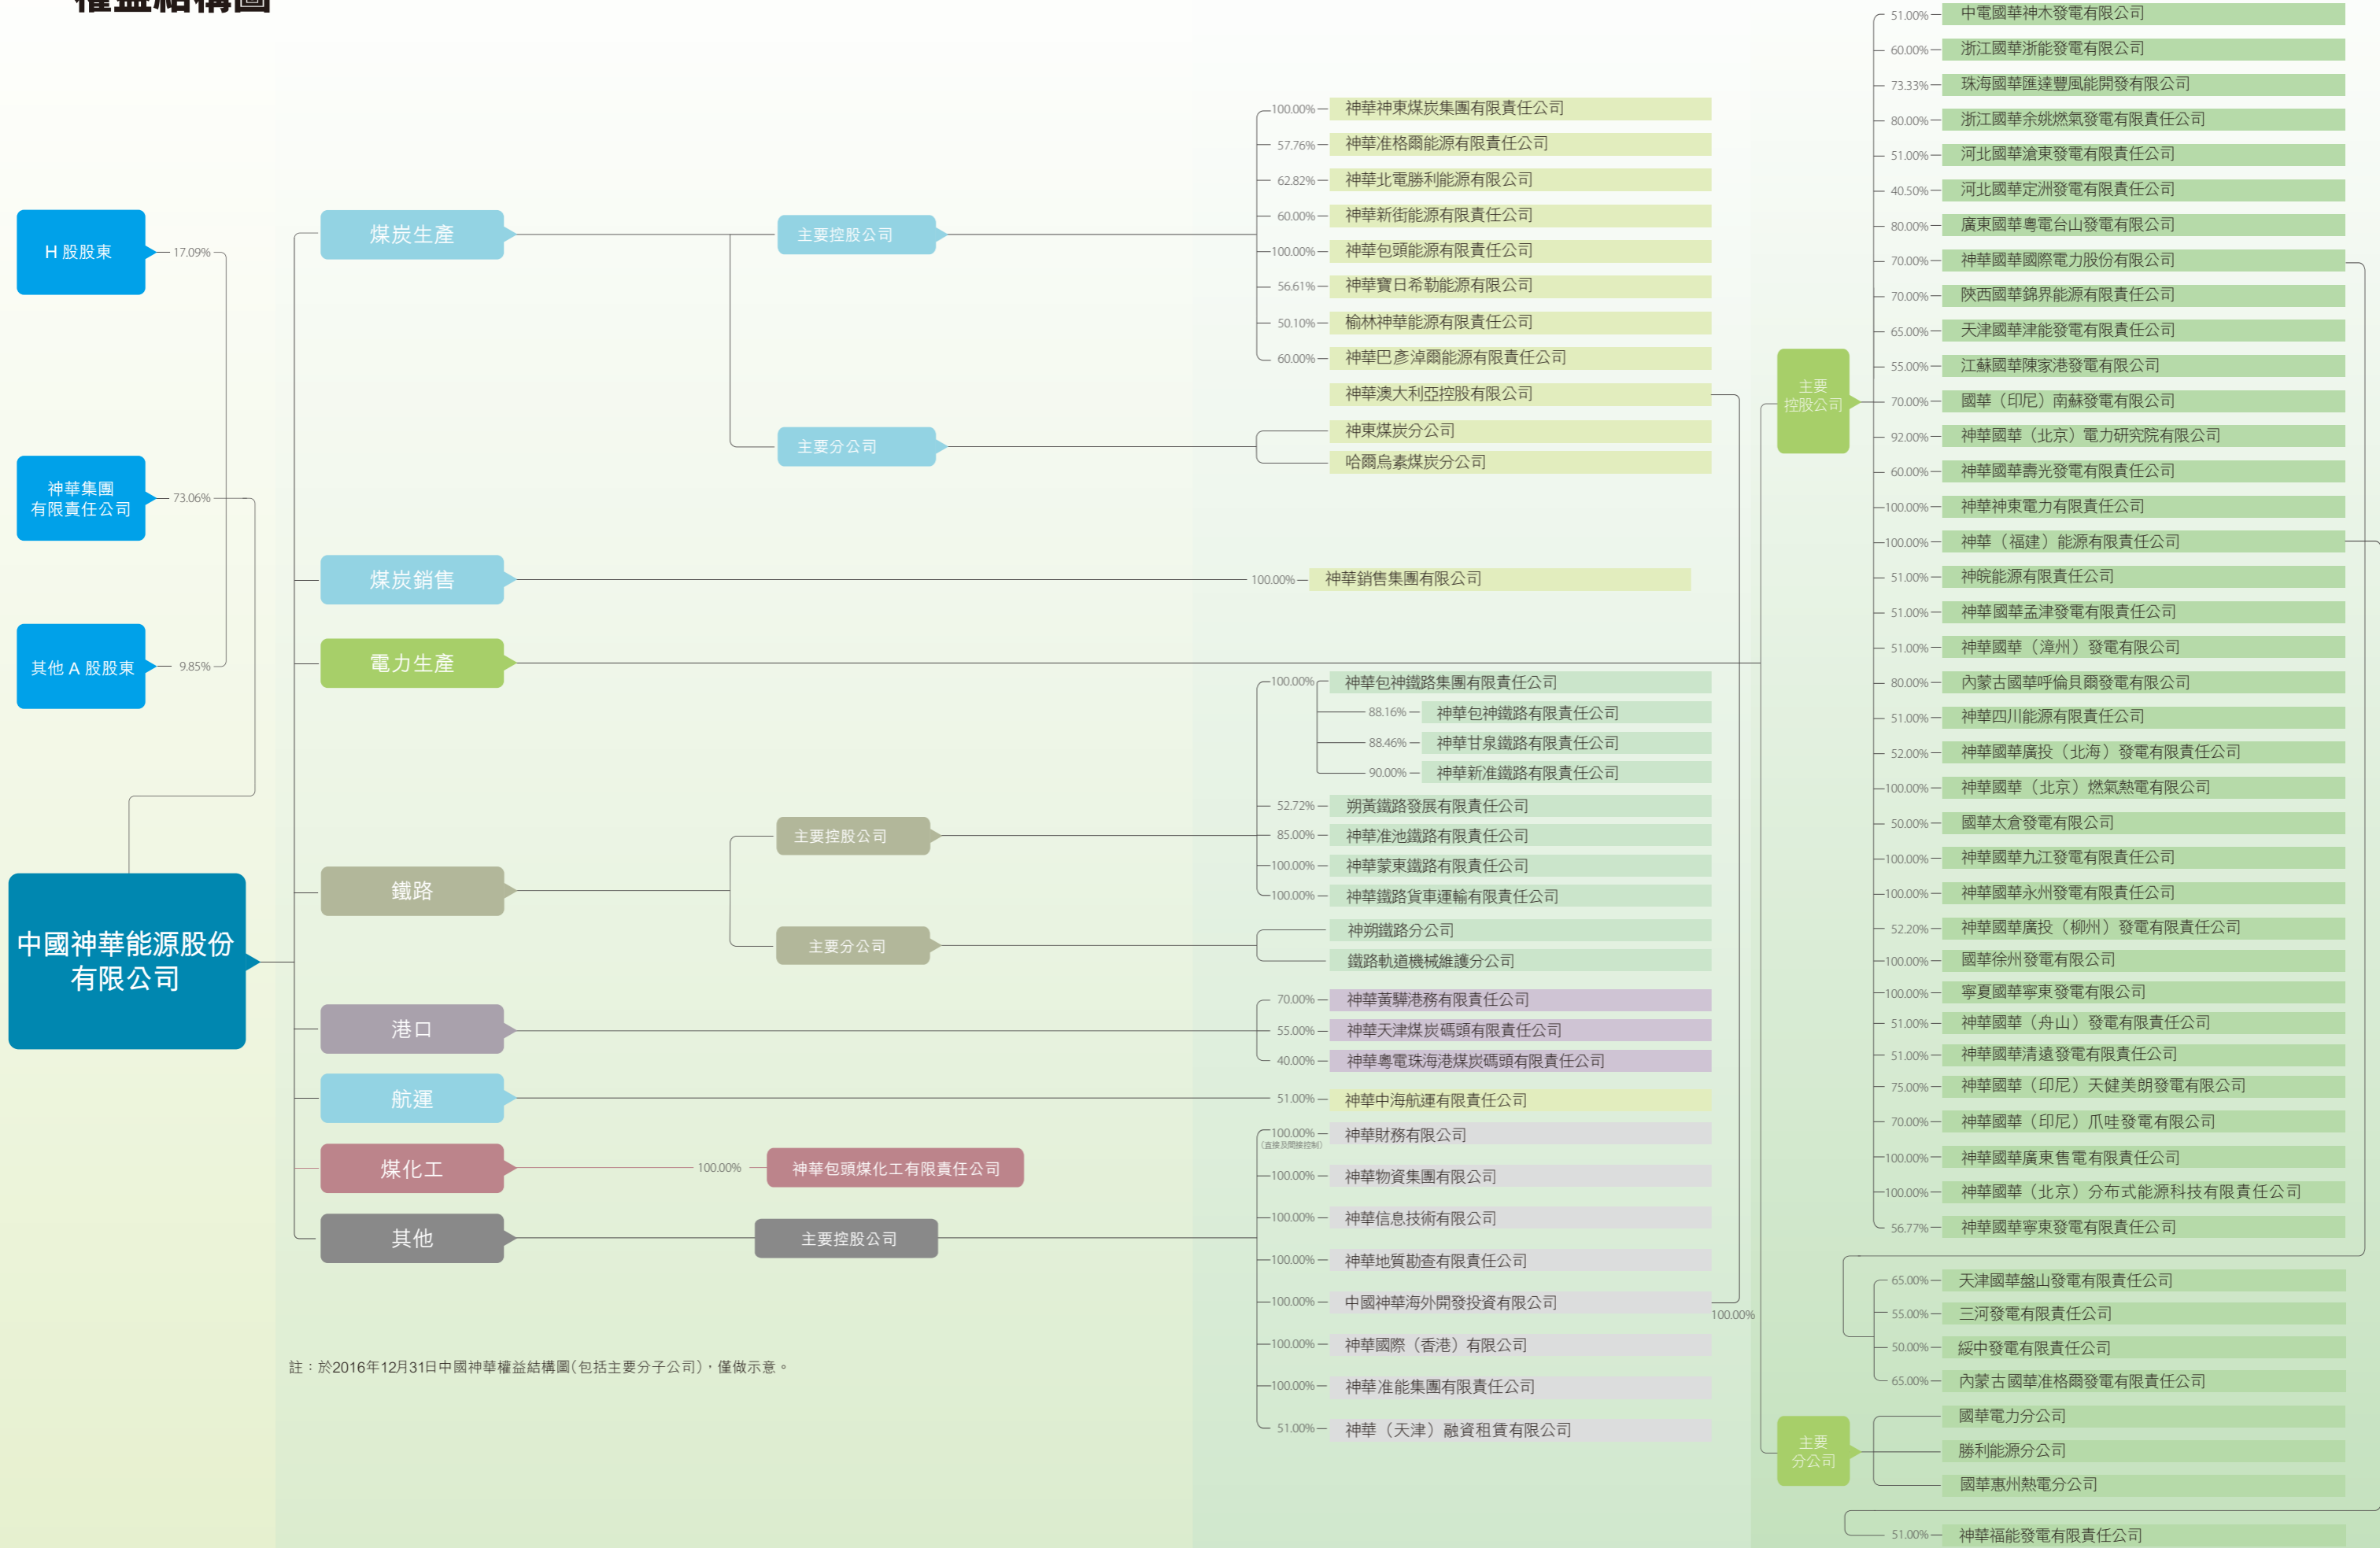 權益結構圖
H 股股東
17.09%
神華集團
有限責任公司
73.06%
其他 A 股股東
9.85%
中國神華能源股份
有限公司
煤炭生產
主要控股公司
100.00%
神華神東煤炭集團有限責任公司
57.76%
神華准格爾能源有限責任公司
62.82%
神華北電勝利能源有限公司
60.00%
神華新街能源有限責任公司
100.00%
神華包頭能源有限責任公司
56.61%
神華寶日希勒能源有限公司
50.10%
榆林神華能源有限責任公司
60.00%
神華巴彥淖爾能源有限責任公司
神華澳大利亞控股有限公司
主要分公司
神東煤炭分公司
哈爾烏素煤炭分公司
煤炭銷售
100.00%
神華銷售集團有限公司
電力生產
鐵路
主要控股公司
100.00%
神華包神鐵路集團有限責任公司
88.16%
神華包神鐵路有限責任公司
88.46%
神華甘泉鐵路有限責任公司
90.00%
神華新准鐵路有限責任公司
52.72%
朔黃鐵路發展有限責任公司
85.00%
神華准池鐵路有限責任公司
100.00%
神華蒙東鐵路有限責任公司
100.00%
神華鐵路貨車運輸有限責任公司
主要分公司
神朔鐵路分公司
鐵路軌道機械維護分公司
港口
70.00%
神華黃驊港務有限責任公司
55.00%
神華天津煤炭碼頭有限責任公司
40.00%
神華粵電珠海港煤炭碼頭有限責任公司
航運
51.00%
神華中海航運有限責任公司
煤化工
100.00%
神華包頭煤化工有限責任公司
其他
主要控股公司
100.00%
(直接及間接控制)
神華財務有限公司
100.00%
神華物資集團有限公司
100.00%
神華信息技術有限公司
100.00%
神華地質勘查有限責任公司
100.00%
中國神華海外開發投資有限公司
100.00%
100.00%
神華國際（香港）有限公司
100.00%
神華准能集團有限責任公司
51.00%
神華（天津）融資租賃有限公司
註：於2016年12月31日中國神華權益結構圖(包括主要分子公司)，僅做示意。
主要
控股公司
51.00%
中電國華神木發電有限公司
60.00%
浙江國華浙能發電有限公司
73.33%
珠海國華匯達豐風能開發有限公司
80.00%
浙江國華余姚燃氣發電有限責任公司
51.00%
河北國華滄東發電有限責任公司
40.50%
河北國華定洲發電有限責任公司
80.00%
廣東國華粵電台山發電有限公司
70.00%
神華國華國際電力股份有限公司
70.00%
陝西國華錦界能源有限責任公司
65.00%
天津國華津能發電有限責任公司
55.00%
江蘇國華陳家港發電有限公司
70.00%
國華（印尼）南蘇發電有限公司
92.00%
神華國華（北京）電力研究院有限公司
60.00%
神華國華壽光發電有限責任公司
100.00%
神華神東電力有限責任公司
100.00%
神華（福建）能源有限責任公司
51.00%
神皖能源有限責任公司
51.00%
神華國華孟津發電有限責任公司
51.00%
神華國華（漳州）發電有限公司
80.00%
內蒙古國華呼倫貝爾發電有限公司
51.00%
神華四川能源有限責任公司
52.00%
神華國華廣投（北海）發電有限責任公司
100.00%
神華國華（北京）燃氣熱電有限公司
50.00%
國華太倉發電有限公司
100.00%
神華國華九江發電有限責任公司
100.00%
神華國華永州發電有限責任公司
52.20%
神華國華廣投（柳州）發電有限責任公司
100.00%
國華徐州發電有限公司
100.00%
寧夏國華寧東發電有限公司
51.00%
神華國華（舟山）發電有限責任公司
51.00%
神華國華清遠發電有限責任公司
75.00%
神華國華（印尼）天健美朗發電有限公司
70.00%
神華國華（印尼）爪哇發電有限公司
100.00%
神華國華廣東售電有限責任公司
100.00%
神華國華（北京）分布式能源科技有限責任公司
56.77%
神華國華寧東發電有限責任公司
65.00%
天津國華盤山發電有限責任公司
55.00%
三河發電有限責任公司
50.00%
綏中發電有限責任公司
65.00%
內蒙古國華准格爾發電有限責任公司
主要
分公司
國華電力分公司
勝利能源分公司
國華惠州熱電分公司
51.00%
神華福能發電有限責任公司